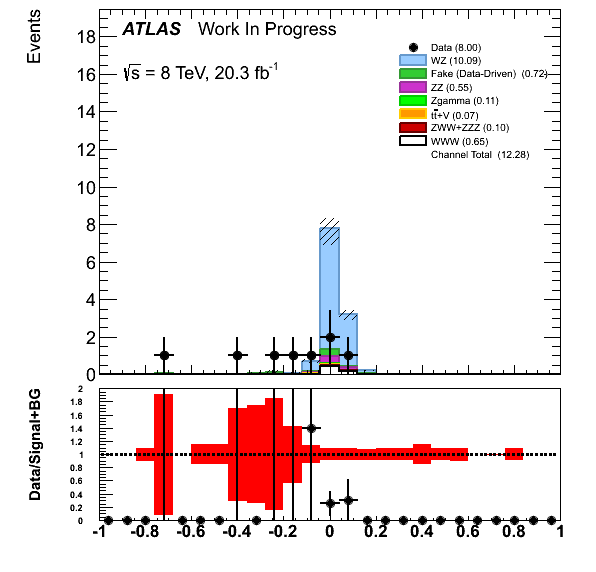 Events
ATLAS Work In Progress
√s = 8 TeV, 20.3 fb-1
Data (8.00)
WZ (10.09)
Fake (Data-Driven) (0.72)
ZZ (0.55)
Zgamma (0.11)
tt̄+V (0.07)
ZWW+ZZZ (0.10)
WWW (0.65)
Channel Total (12.28)
18
16
14
12
10
8
6
4
2
0
Data/Signal+BG
2
1.8
1.6
1.4
1.2
1
0.8
0.6
0.4
0.2
0
-1 -0.8 -0.6 -0.4 -0.2 0 0.2 0.4 0.6 0.8 1